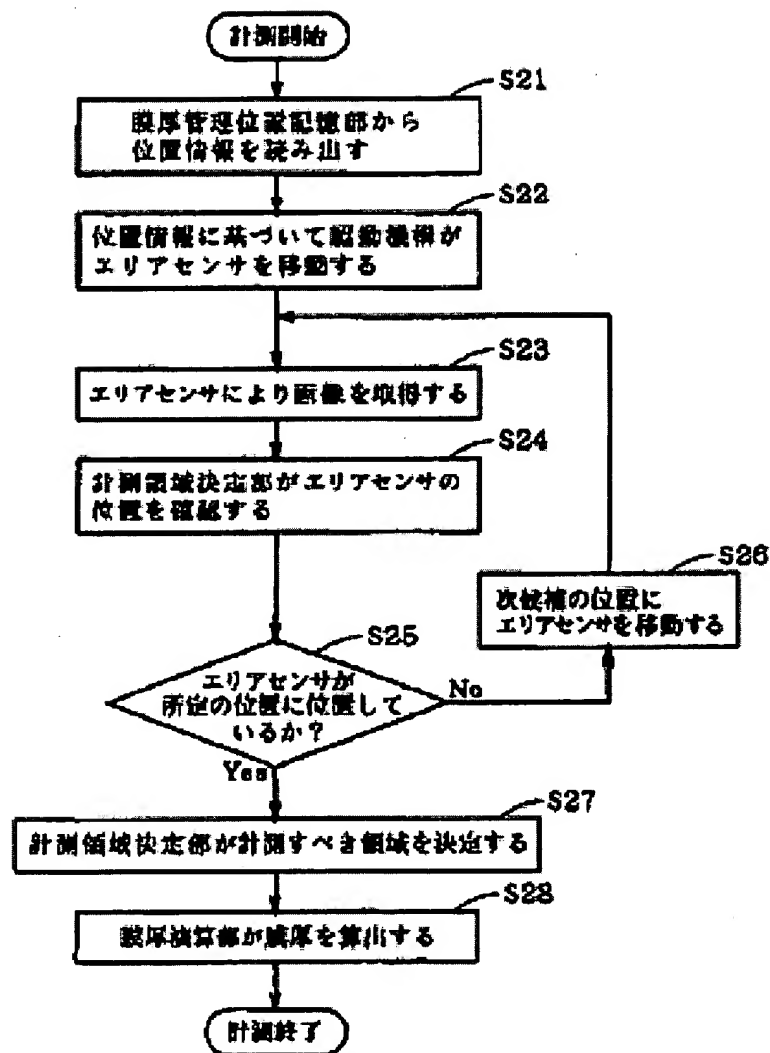 計測開始
S21
膜厚管理位置記憶部から
位置情報を読み出す
S22
位置情報に基づいて駆動機構が
エリアセンサを移動する
S23
エリアセンサにより画像を取得する
S24
計測領域決定部がエリアセンサの
位置を確認する
S26
次候補の位置に
エリアセンサを移動する
S25
エリアセンサが
所定の位置に位置して
いるか？
No
Yes
S27
計測領域決定部が計測すべき領域を決定する
S28
膜厚演算部が膜厚を算出する
計測終了